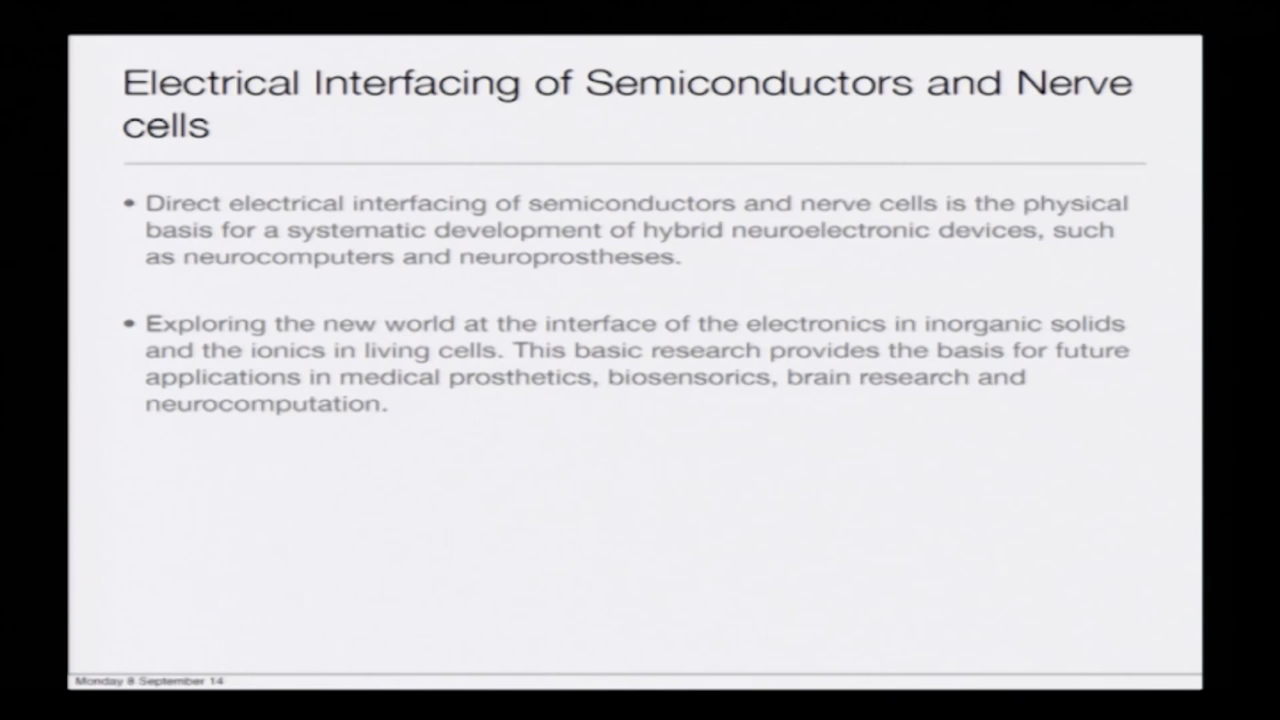 Electrical Interfacing of Semiconductors and Nerve
cells
• Direct electrical interfacing of semiconductors and nerve cells is the physical
basis for a systematic development of hybrid neuroelectronic devices, such
as neurocomputers and neuroprostheses.
• Exploring the new world at the interface of the electronics in inorganic solids
and the ionics in living cells. This basic research provides the basis for future
applications in medical prosthetics, biosensorics, brain research and
neurocomputation.
Monday 8 September 14